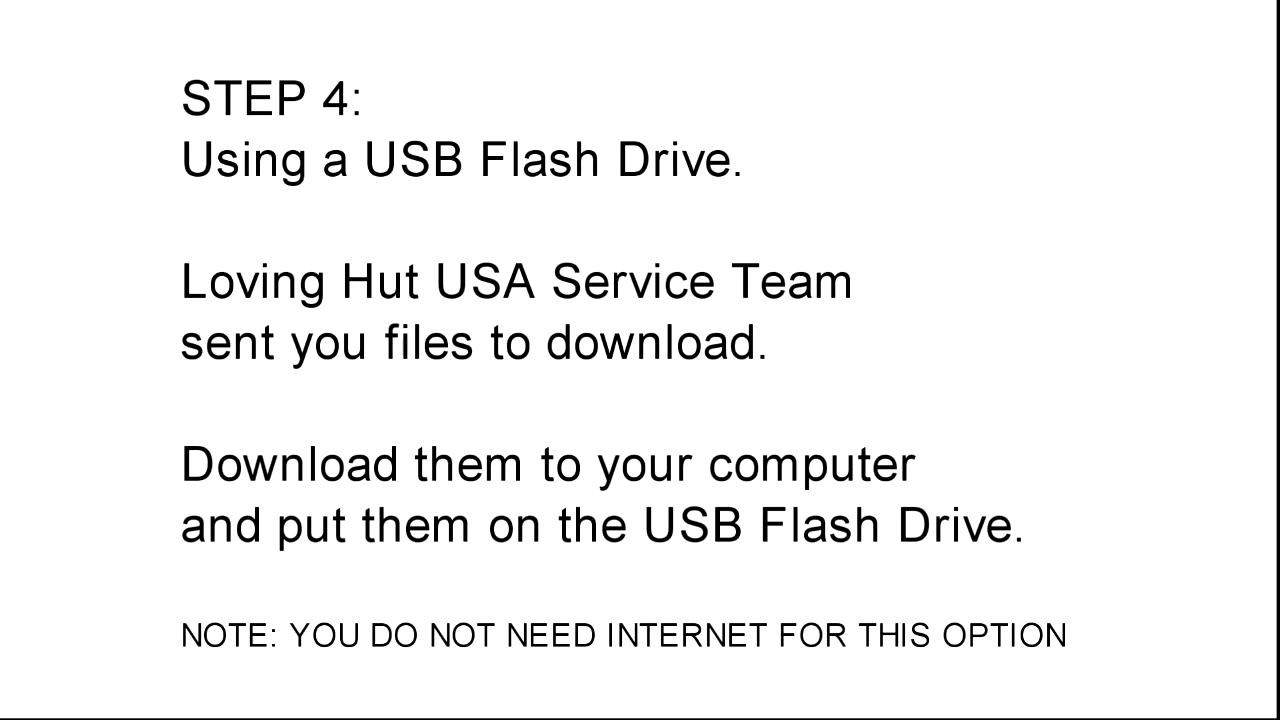 STEP 4:
Using a USB Flash Drive.
Loving Hut USA Service Team
sent you files to download.
Download them to your computer
and put them on the USB Flash Drive.
NOTE: YOU DO NOT NEED INTERNET FOR THIS OPTION